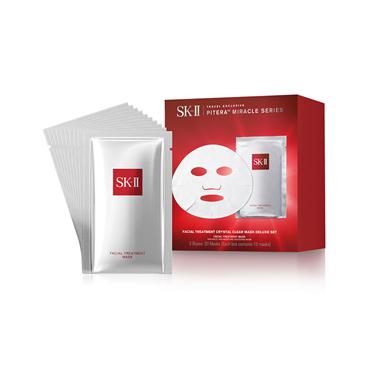 SK-II
TRAVEL EXCLUSIVE
PITERA™ MIRACLE SERIES
SK-II
FACIAL TREATMENT
MASK
SK-II
FACIAL TREATMENT
MASK
FACIAL TREATMENT CRYSTAL CLEAR MASK DELUXE SET
FACIAL TREATMENT MASK